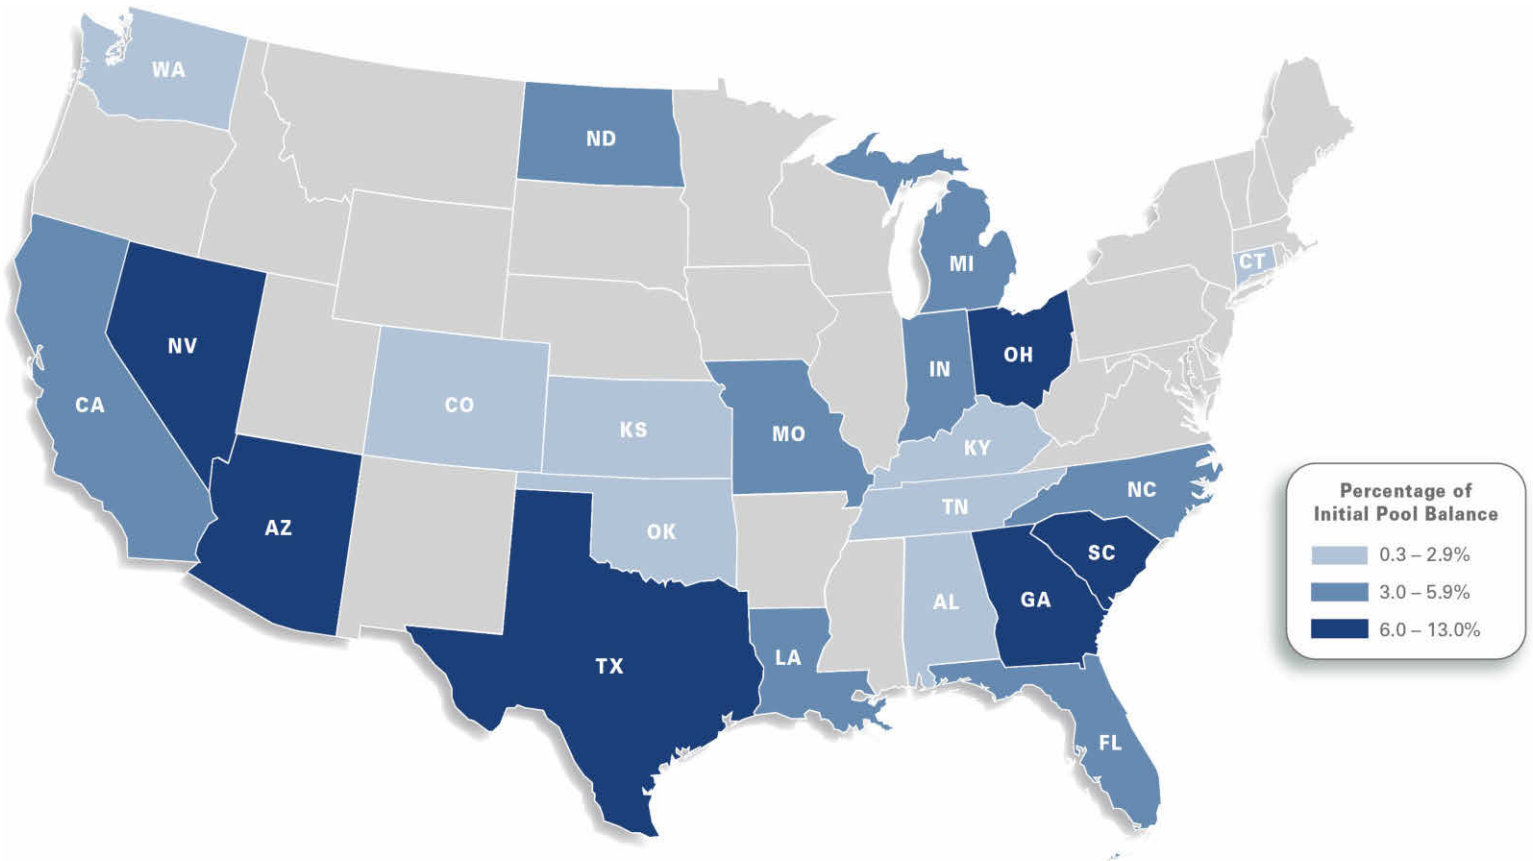 WA
ND
MI
CT
NV
OH
IN
CA
CO
KS
MO
KY
NC
TN
AZ
OK
SC
AL
GA
LA
TX
FL
Percentage of
Initial Pool Balance
0.3 – 2.9%
3.0 – 5.9%
6.0 – 13.0%